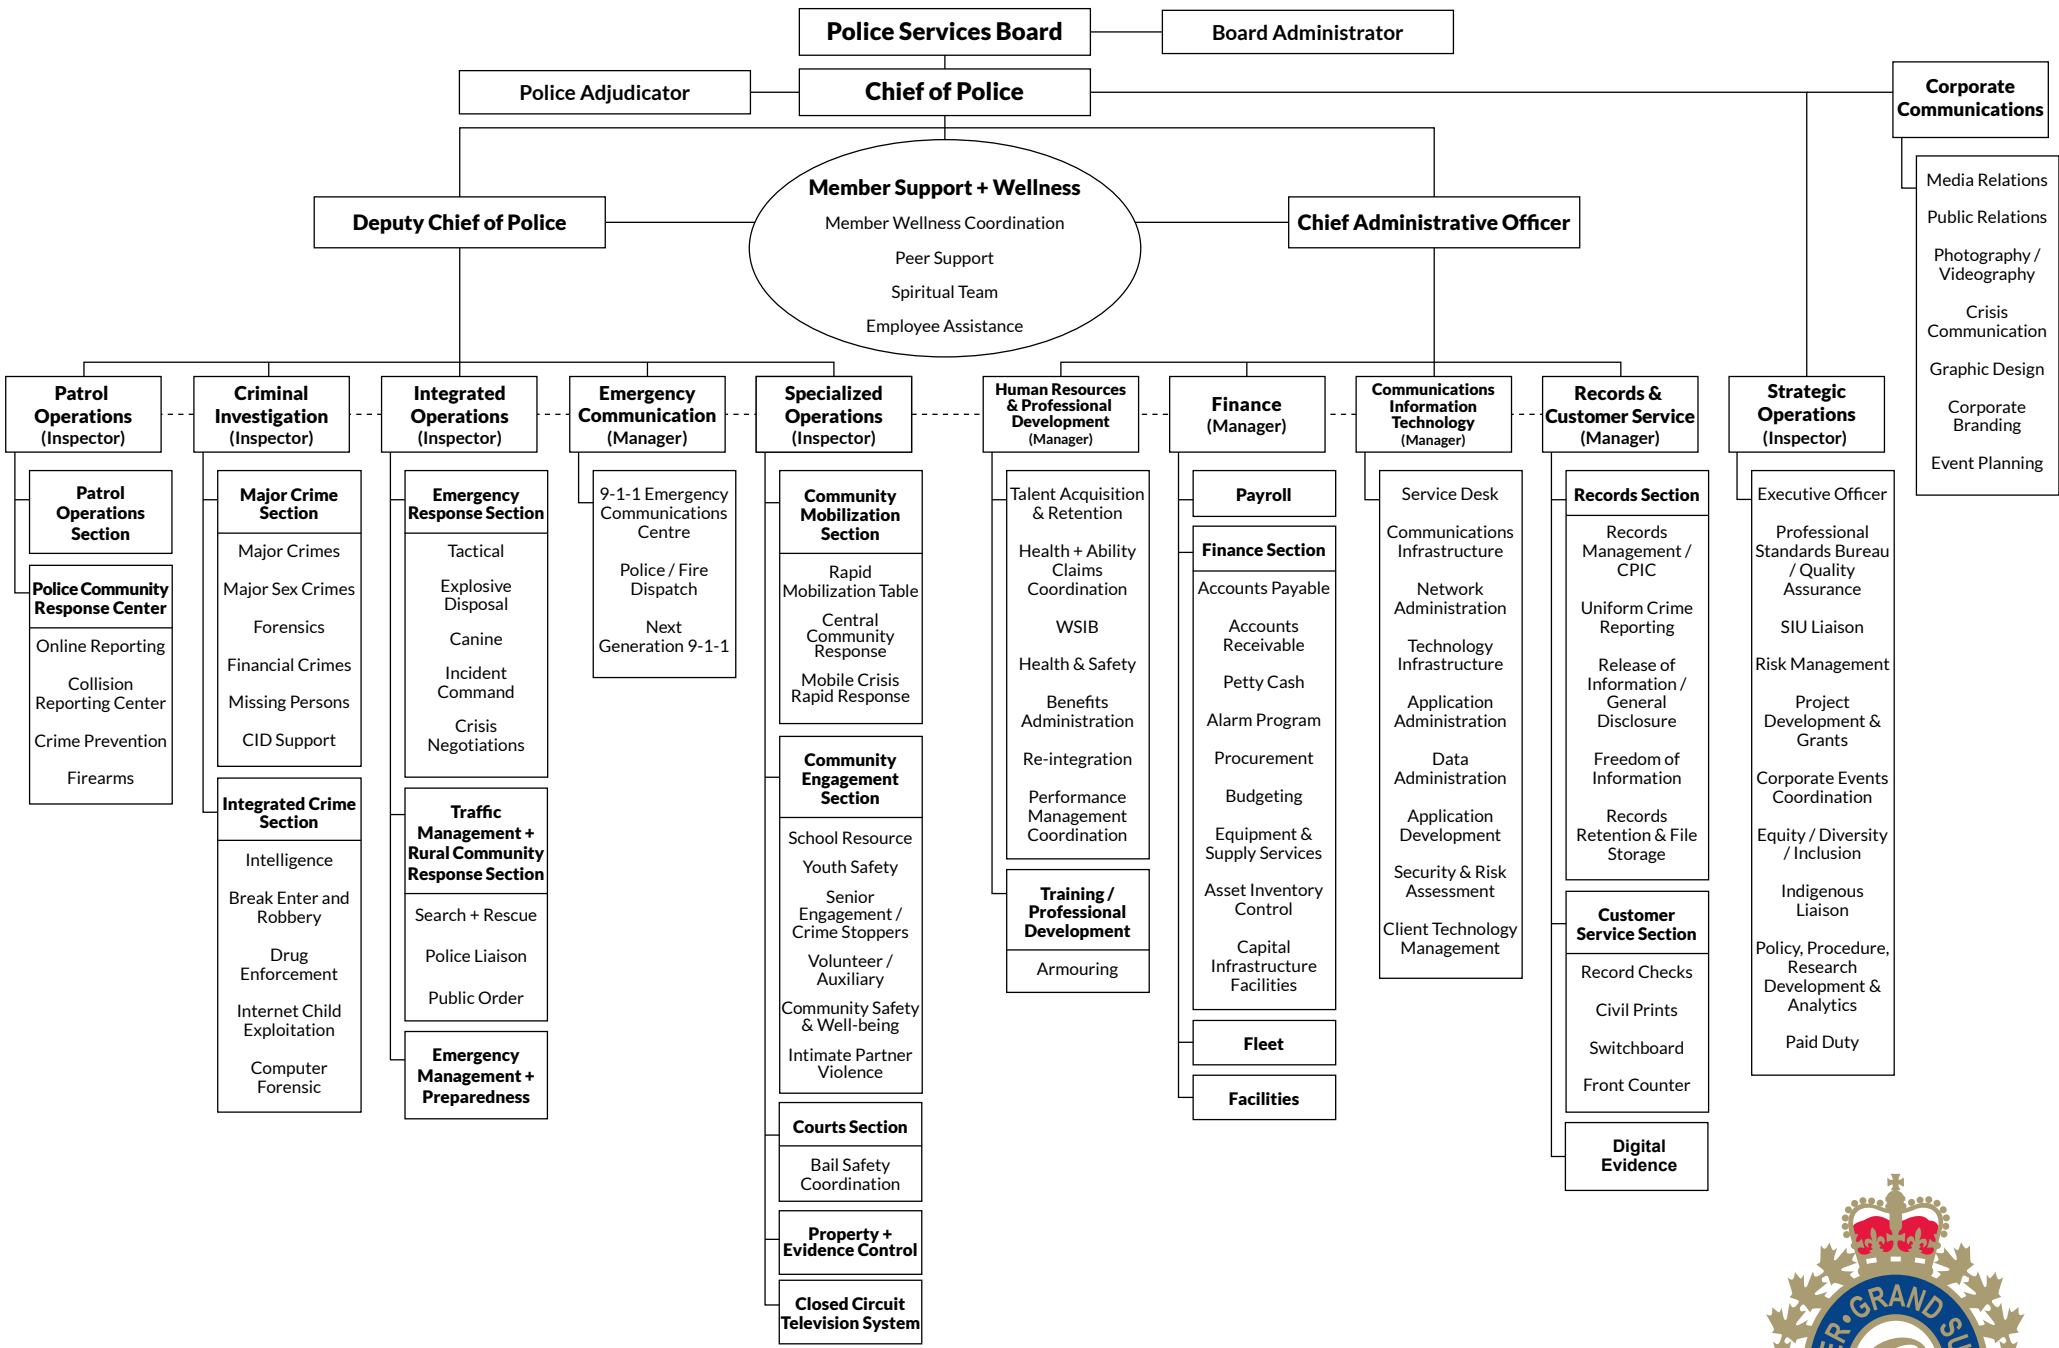 Police Services Board
Board Administrator
Police Adjudicator
Chief of Police
Corporate
Communications
Media Relations
Public Relations
Photography /
Videography
Crisis
Communication
Graphic Design
Corporate
Branding
Event Planning
Deputy Chief of Police
Member Support + Wellness
Member Wellness Coordination
Peer Support
Spiritual Team
Employee Assistance
Chief Administrative Officer
Patrol
Operations
(Inspector)
Patrol
Operations
Section
Police Community
Response Center
Online Reporting
Collision
Reporting Center
Crime Prevention
Firearms
Criminal
Investigation
(Inspector)
Major Crime
Section
Major Crimes
Major Sex Crimes
Forensics
Financial Crimes
Missing Persons
CID Support
Integrated Crime
Section
Intelligence
Break Enter and
Robbery
Drug
Enforcement
Internet Child
Exploitation
Computer
Forensic
Integrated
Operations
(Inspector)
Emergency
Response Section
Tactical
Explosive
Disposal
Canine
Incident
Command
Crisis
Negotiations
Traffic
Management +
Rural Community
Response Section
Search + Rescue
Police Liaison
Public Order
Emergency
Management +
Preparedness
Emergency
Communication
(Manager)
9-1-1 Emergency
Communications
Centre
Police / Fire
Dispatch
Next
Generation 9-1-1
Specialized
Operations
(Inspector)
Community
Mobilization
Section
Rapid
Mobilization Table
Central
Community
Response
Mobile Crisis
Rapid Response
Community
Engagement
Section
School Resource
Youth Safety
Senior
Engagement /
Crime Stoppers
Volunteer /
Auxiliary
Community Safety
& Well-being
Intimate Partner
Violence
Courts Section
Bail Safety
Coordination
Property +
Evidence Control
Closed Circuit
Television System
Human Resources
& Professional
Development
(Manager)
Talent Acquisition
& Retention
Health + Ability
Claims
Coordination
WSIB
Health & Safety
Benefits
Administration
Re-integration
Performance
Management
Coordination
Training /
Professional
Development
Armouring
Finance
(Manager)
Payroll
Finance Section
Accounts Payable
Accounts
Receivable
Petty Cash
Alarm Program
Procurement
Budgeting
Equipment &
Supply Services
Asset Inventory
Control
Capital
Infrastructure
Facilities
Fleet
Facilities
Communications
Information
Technology
(Manager)
Service Desk
Communications
Infrastructure
Network
Administration
Technology
Infrastructure
Application
Administration
Data
Administration
Application
Development
Security & Risk
Assessment
Client Technology
Management
Records &
Customer Service
(Manager)
Records Section
Records
Management /
CPIC
Uniform Crime
Reporting
Release of
Information /
General
Disclosure
Freedom of
Information
Records
Retention & File
Storage
Customer
Service Section
Record Checks
Civil Prints
Switchboard
Front Counter
Digital
Evidence
Strategic
Operations
(Inspector)
Executive Officer
Professional
Standards Bureau
/ Quality
Assurance
SIU Liaison
Risk Management
Project
Development &
Grants
Corporate Events
Coordination
Equity / Diversity
/ Inclusion
Indigenous
Liaison
Policy, Procedure,
Research
Development &
Analytics
Paid Duty
ER•GRAND SU